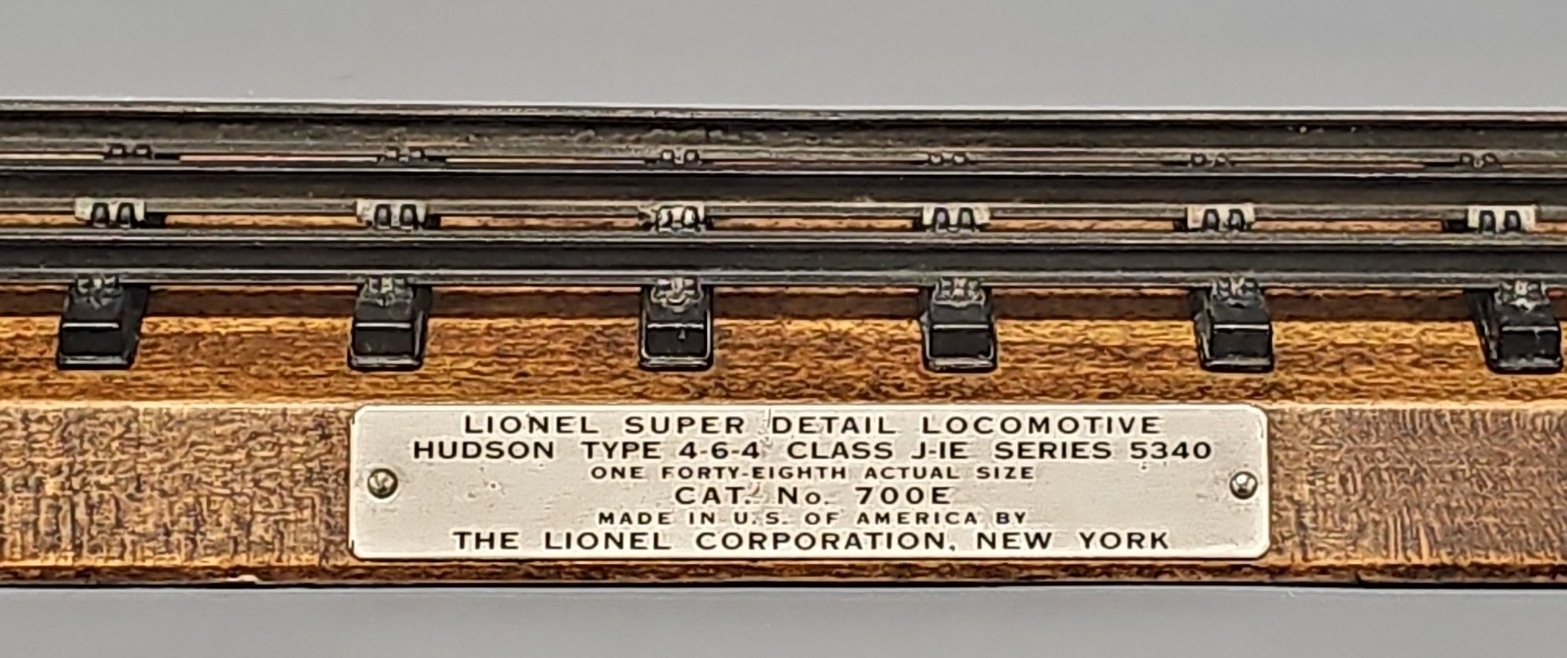 LIONEL SUPER DETAIL LOCOMOTIVE
HUDSON TYPE 4-6-4 CLASS J-IE SERIES 5340
ONE FORTY-EIGHTH ACTUAL SIZE
CAT. No. 700E
MADE IN U.S. OF AMERICA BY
THE LIONEL CORPORATION, NEW YORK